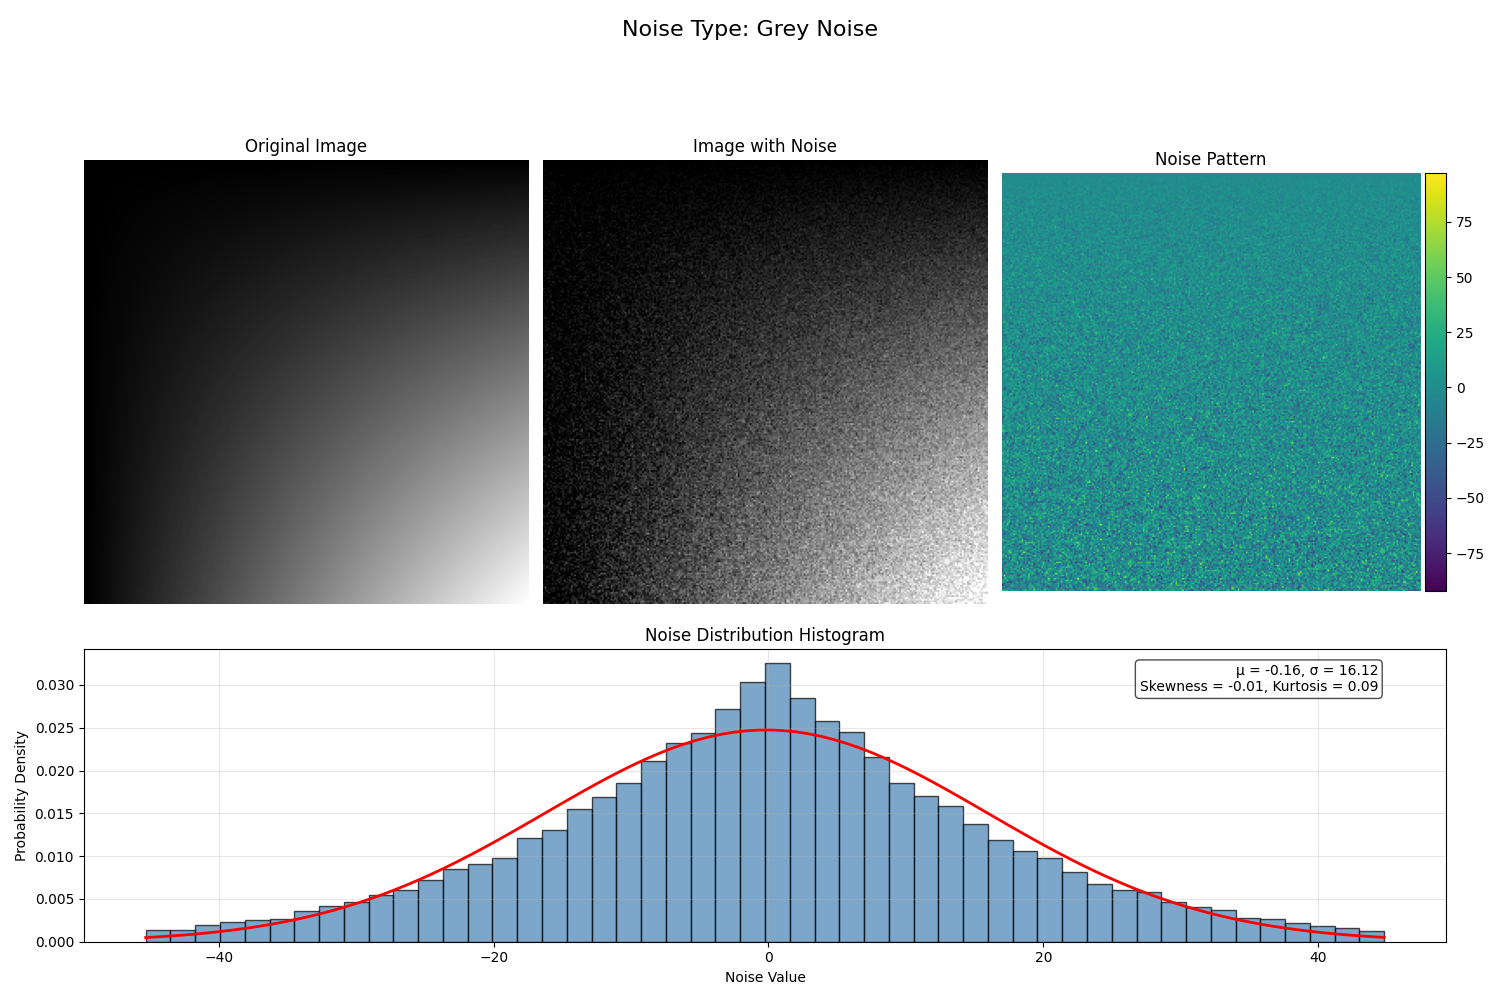 Noise Type: Grey Noise
Original Image
Image with Noise
Noise Pattern
75
50
25
0
−25
−50
−75
Noise Distribution Histogram
μ = -0.16, σ = 16.12
Skewness = -0.01, Kurtosis = 0.09
Probability Density
0.030
0.025
0.020
0.015
0.010
0.005
0.000
−40
−20
0
20
40
Noise Value